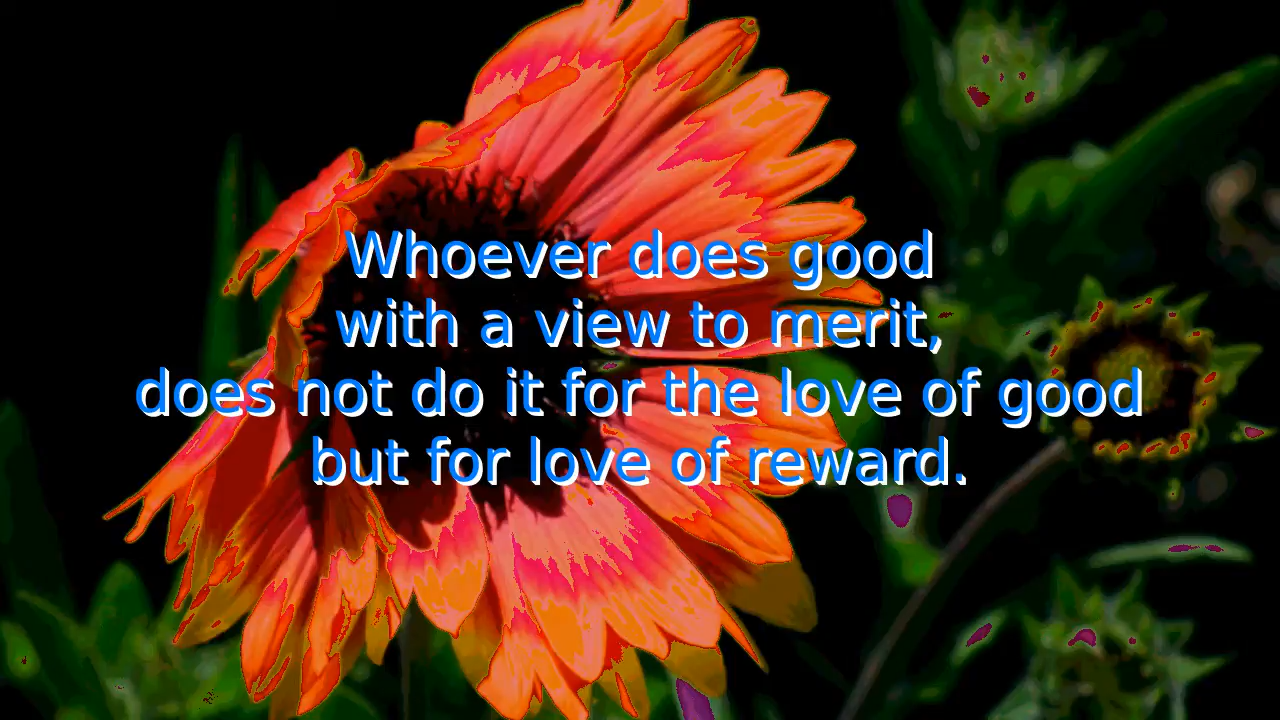 Whoever does good
with a view to merit,
does not do it for the love of good
but for love of reward.